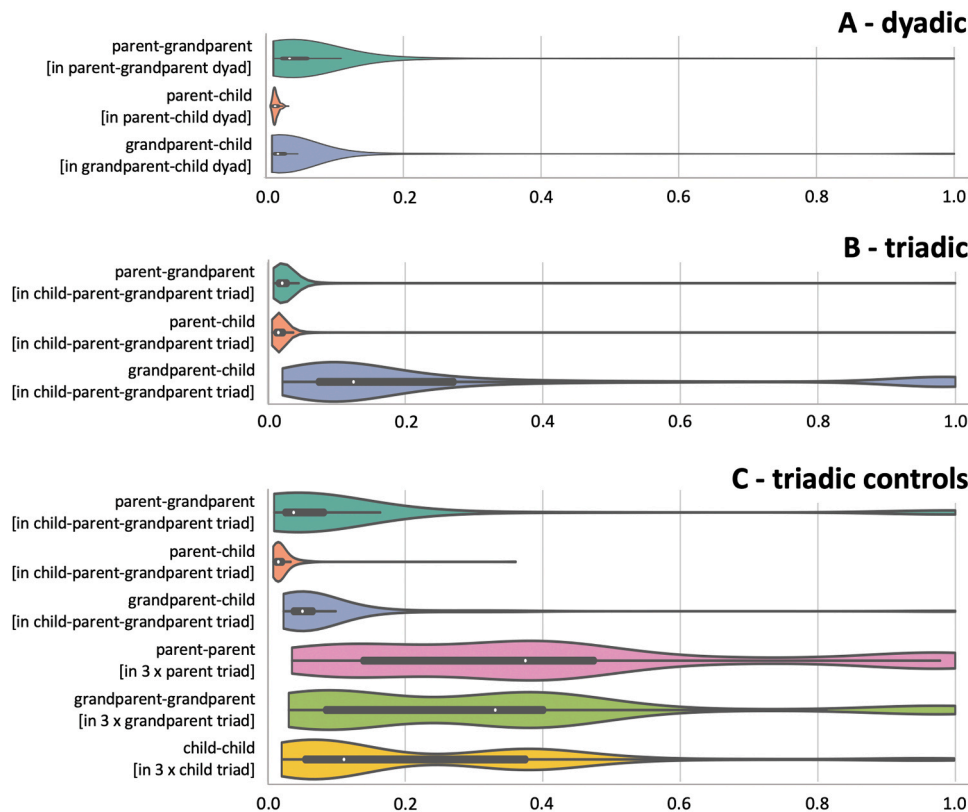 A - dyadic
parent-grandparent
[in parent-grandparent dyad]
parent-child
[in parent-child dyad]
grandparent-child
[in grandparent-child dyad]
0.0 0.2 0.4 0.6 0.8 1.0
B - triadic
parent-grandparent
[in child-parent-grandparent triad]
parent-child
[in child-parent-grandparent triad]
grandparent-child
[in child-parent-grandparent triad]
0.0 0.2 0.4 0.6 0.8 1.0
C - triadic controls
parent-grandparent
[in child-parent-grandparent triad]
parent-child
[in child-parent-grandparent triad]
grandparent-child
[in child-parent-grandparent triad]
parent-parent
[in 3 x parent triad]
grandparent-grandparent
[in 3 x grandparent triad]
child-child
[in 3 x child triad]
0.0 0.2 0.4 0.6 0.8 1.0